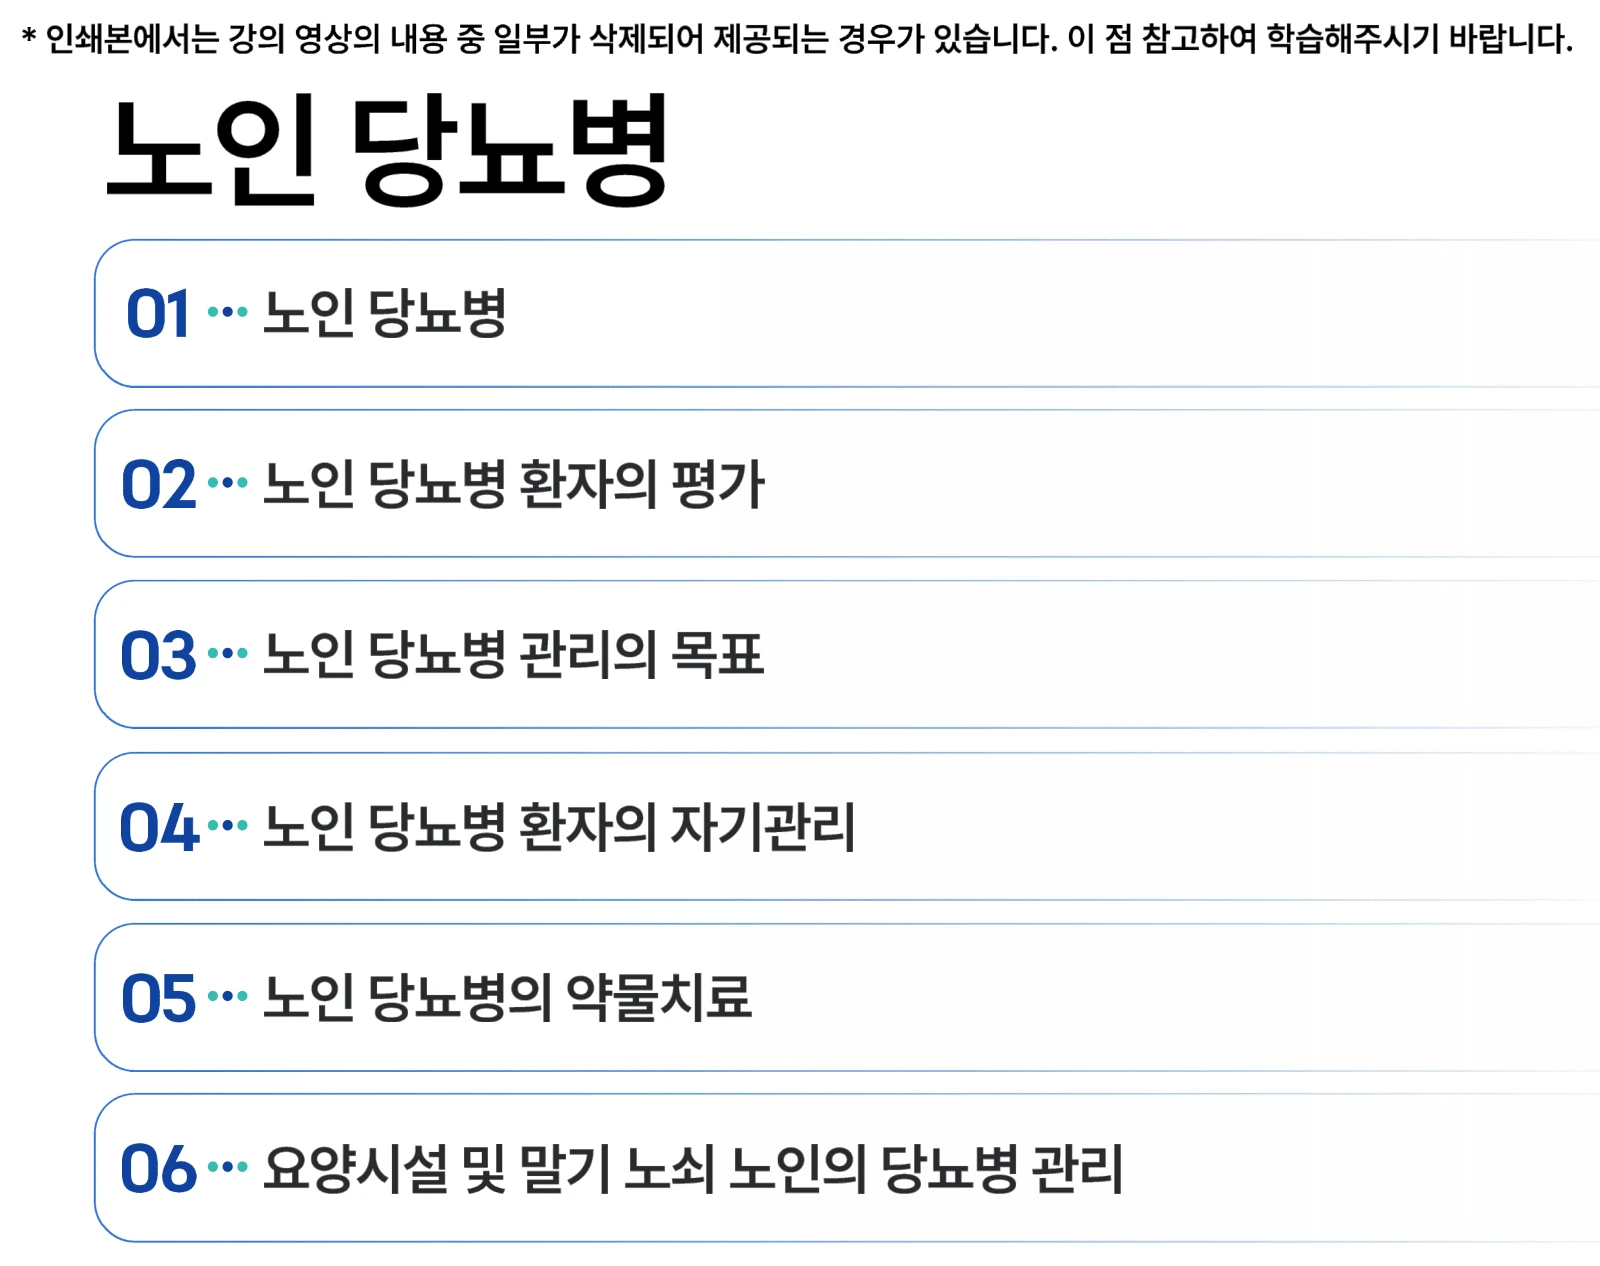 * 인쇄본에서는 강의 영상의 내용 중 일부가 삭제되어 제공되는 경우가 있습니다. 이 점 참고하여 학습해주시기 바랍니다.
노인 당뇨병
01 ••• 노인 당뇨병
02 ••• 노인 당뇨병 환자의 평가
03 ••• 노인 당뇨병 관리의 목표
04 ••• 노인 당뇨병 환자의 자기관리
05 ••• 노인 당뇨병의 약물치료
06 ••• 요양시설 및 말기 노쇠 노인의 당뇨병 관리